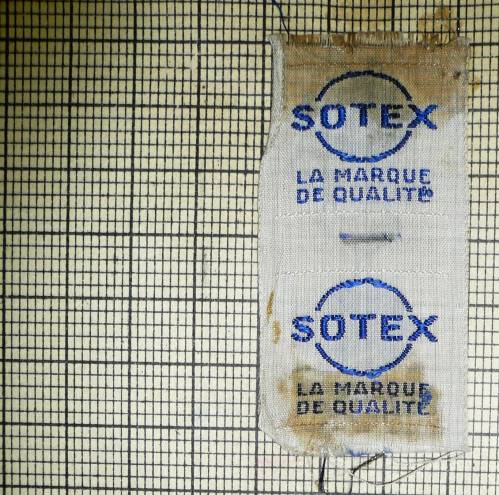 SOTEX
LA MARQUE
DE QUALITÉ
SOTEX
LA MARQUE
DE QUALITÉ